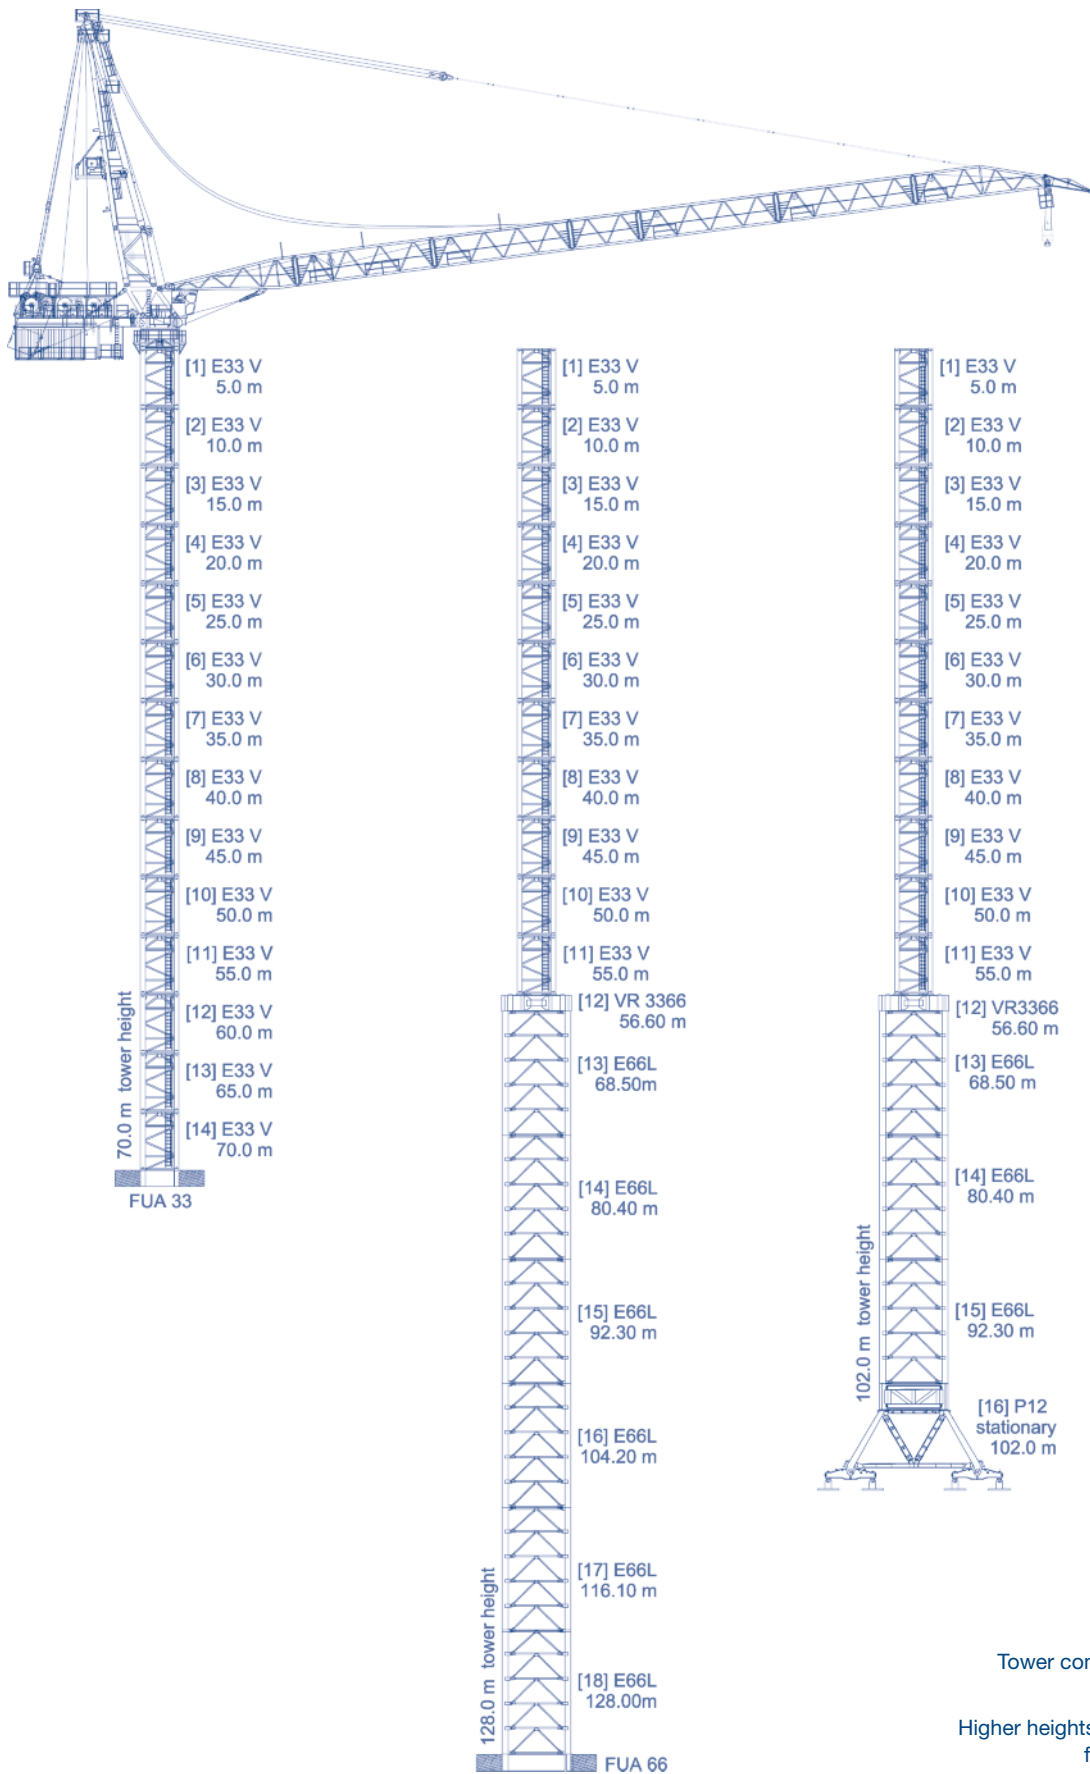 [1] E33 V
5.0 m
[2] E33 V
10.0 m
[3] E33 V
15.0 m
[4] E33 V
20.0 m
[5] E33 V
25.0 m
[6] E33 V
30.0 m
[7] E33 V
35.0 m
[8] E33 V
40.0 m
[9] E33 V
45.0 m
[10] E33 V
50.0 m
[11] E33 V
55.0 m
[12] E33 V
60.0 m
[13] E33 V
65.0 m
[14] E33 V
70.0 m
70.0 m tower height
FUA 33
[1] E33 V
5.0 m
[2] E33 V
10.0 m
[3] E33 V
15.0 m
[4] E33 V
20.0 m
[5] E33 V
25.0 m
[6] E33 V
30.0 m
[7] E33 V
35.0 m
[8] E33 V
40.0 m
[9] E33 V
45.0 m
[10] E33 V
50.0 m
[11] E33 V
55.0 m
[12] VR 3366
56.60 m
[13] E66L
68.50m
[14] E66L
80.40 m
[15] E66L
92.30 m
[16] E66L
104.20 m
[17] E66L
116.10 m
[18] E66L
128.00m
128.0 m tower height
FUA 66
[1] E33 V
5.0 m
[2] E33 V
10.0 m
[3] E33 V
15.0 m
[4] E33 V
20.0 m
[5] E33 V
25.0 m
[6] E33 V
30.0 m
[7] E33 V
35.0 m
[8] E33 V
40.0 m
[9] E33 V
45.0 m
[10] E33 V
50.0 m
[11] E33 V
55.0 m
[12] VR3366
56.60 m
[13] E66L
68.50 m
[14] E66L
80.40 m
[15] E66L
92.30 m
[16] P12
stationary
102.0 m
102.0 m tower height
Tower
Higher heights